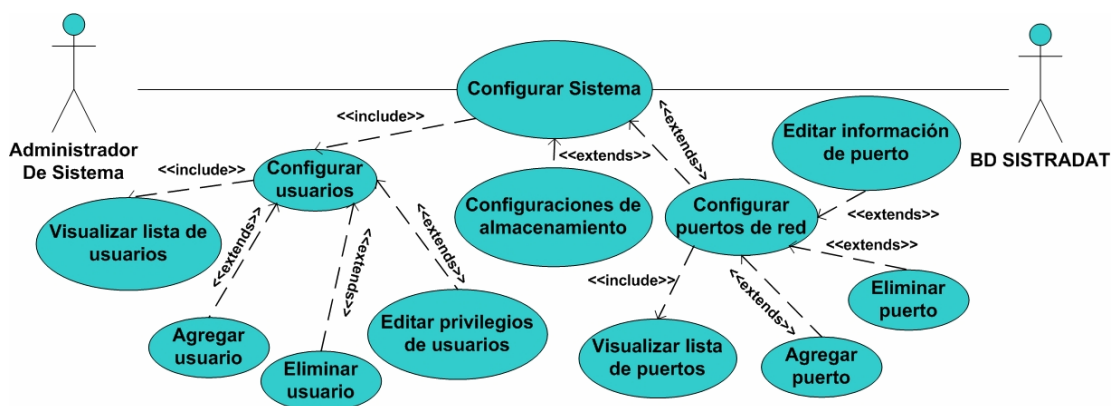 Administrador
De Sistema
Configurar Sistema
BD SISTRADAT
<<include>>
<<extends>>
<<extends>>
Editar información
de puerto
<<include>>
Configurar
usuarios
Visualizar lista de
usuarios
<<extends>>
<<extends>>
<<extends>>
Configuraciones de
almacenamiento
Configurar
puertos de red
<<extends>>
<<extends>>
<<include>>
<<extends>>
Eliminar
puerto
Agregar
usuario
Eliminar
usuario
Editar privilegios
de usuarios
Visualizar lista
de puertos
Agregar
puerto